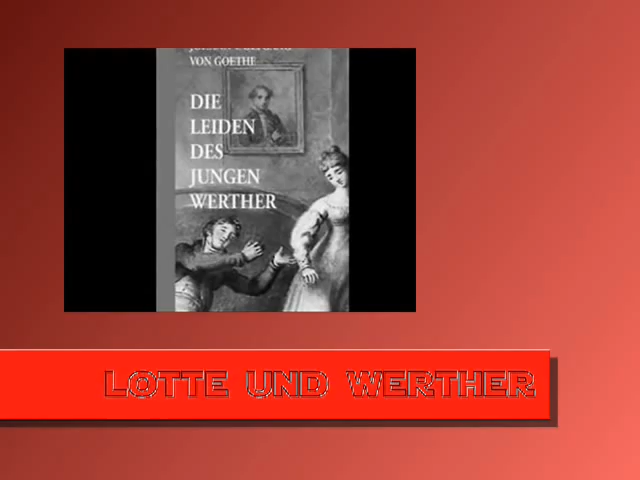 VON GOETHE
DIE
LEIDEN
DES
JUNGEN
WERTHER
LOTTE UND WERTHER